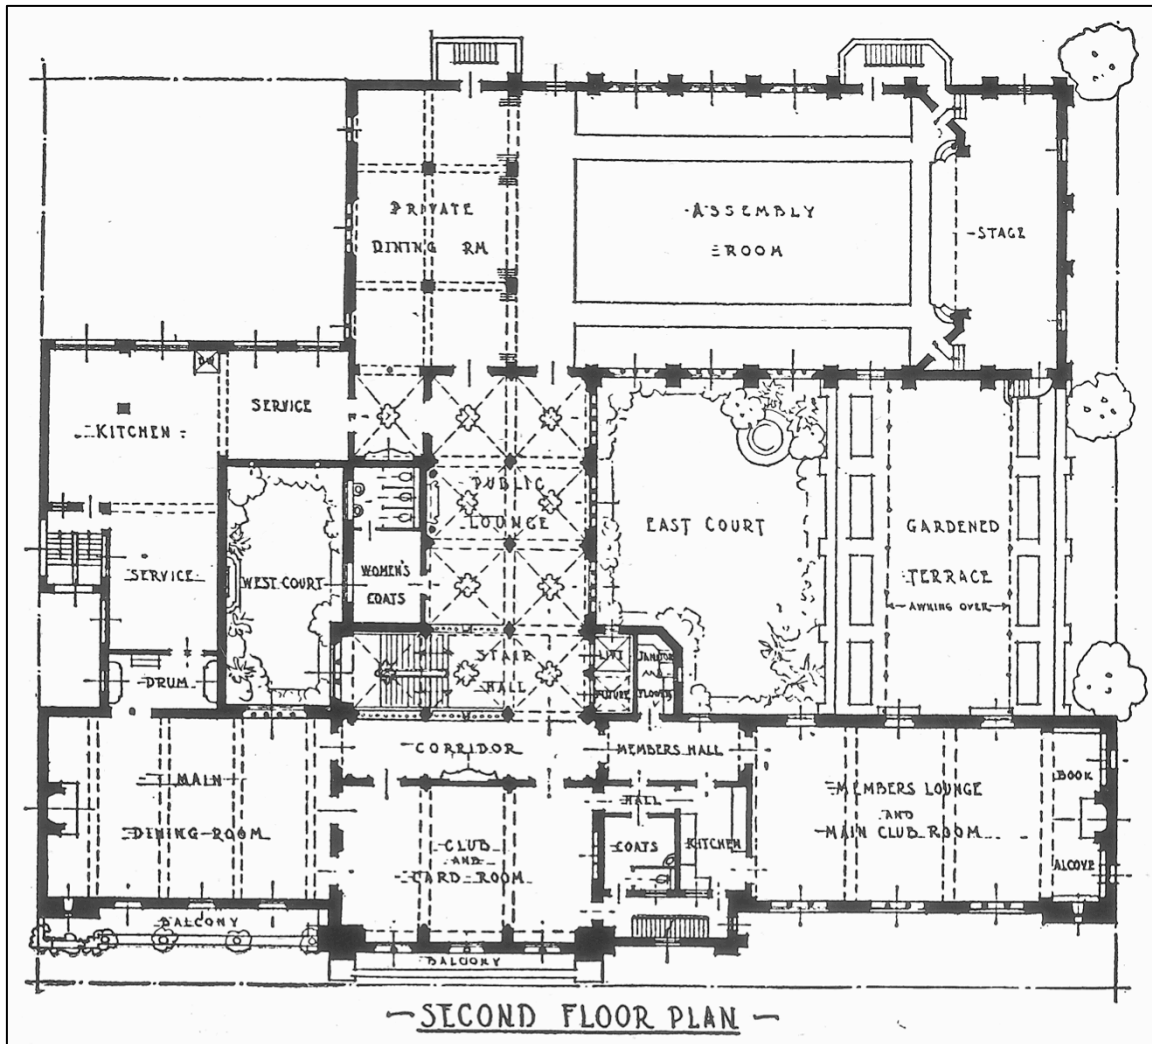 PRIVATE
DINING RM
ASSEMBLY
ROOM
STAGE
SERVICE
KITCHEN
PUBLIC
LOUNGE
EAST COURT
GARDENED
TERRACE
AWNING OVER
WOMEN'S
COATS
WEST COURT
SERVICE
STAIR
HALL
LIFT
FUTURE
JANITOR
DRUM
CORRIDOR
MEMBERS HALL
MAIN
DINING ROOM
MEMBERS LOUNGE
AND
MAIN CLUB ROOM
BOOK
ALCOVE
HALL
COATS
KITCHEN
CLUB
AND
CARD ROOM
BALCONY
BALCONY
- SECOND FLOOR PLAN -